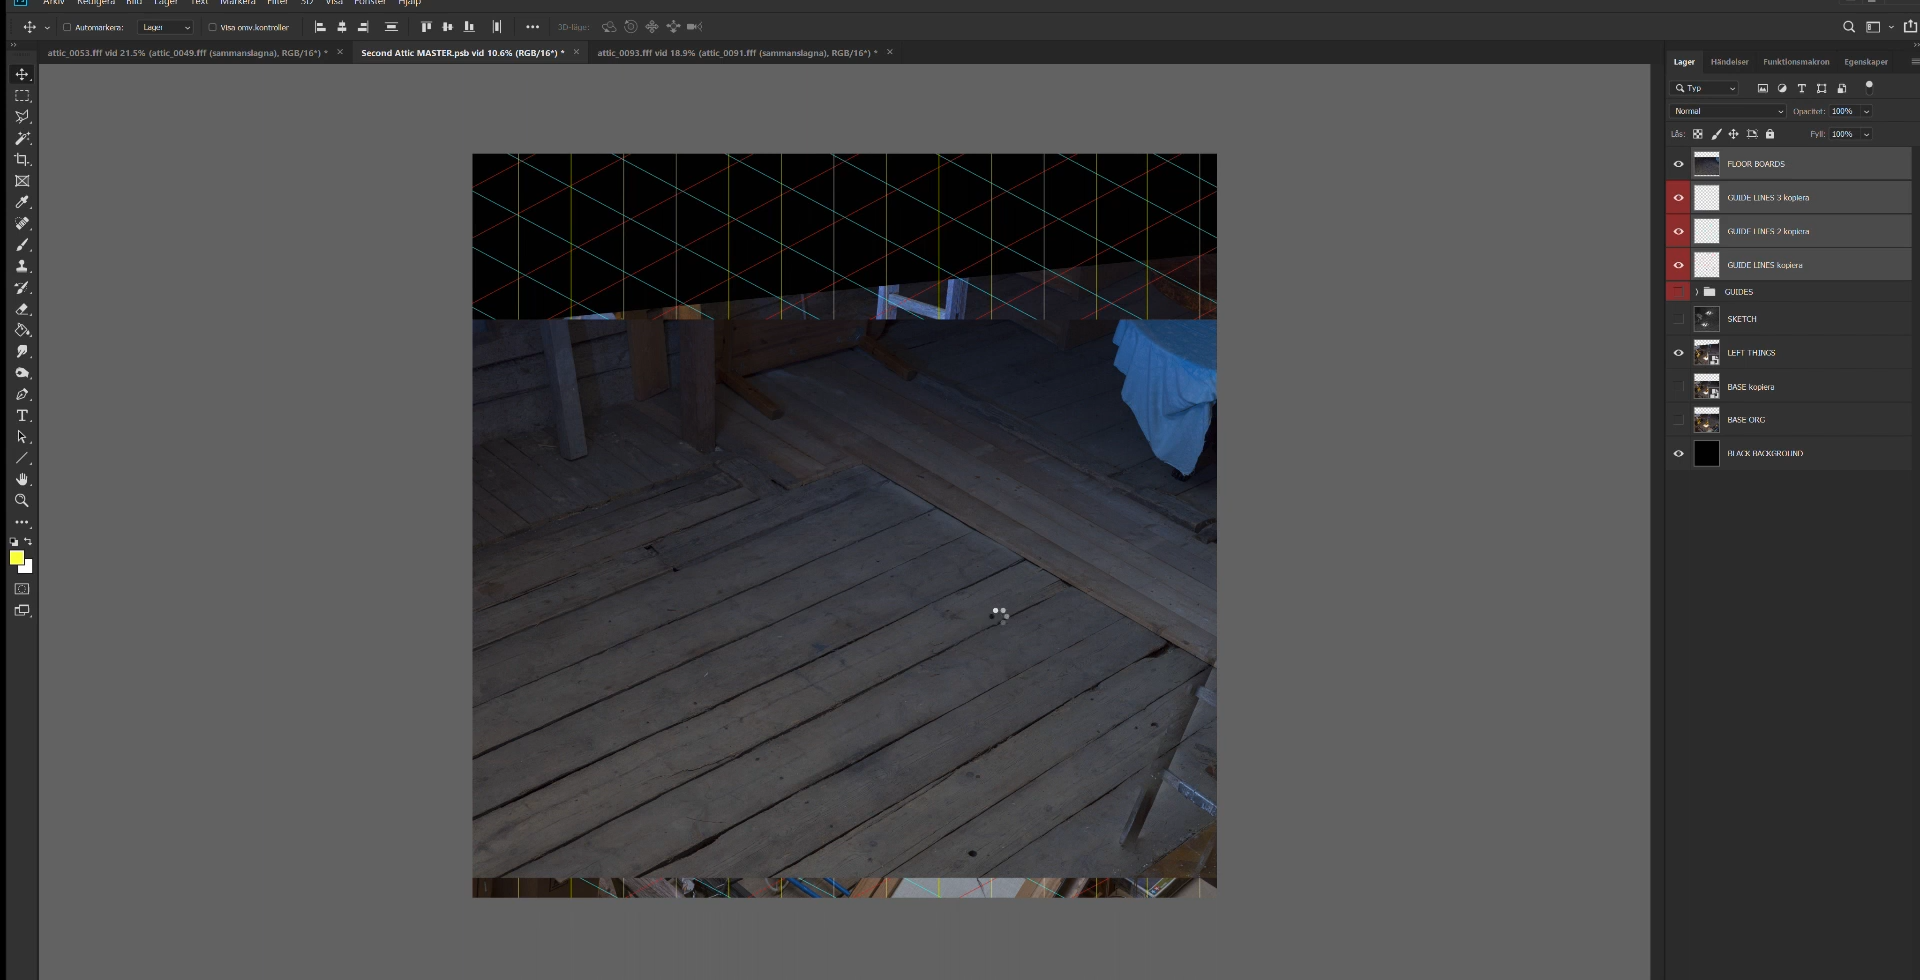 Arkiv Redigera Bild Lager Text Markera Filter 3D Visa Fönster Hjälp
Automarkera: Lager Visa omv.kontroller 3D-läge:
attic_0053.fff vid 21.5% (attic_0049.fff (sammanslagna), RGB/16*) * Second Attic MASTER.psb vid 10.6% (RGB/16*) * attic_0093.fff vid 18.9% (attic_0091.fff (sammanslagna), RGB/16*) *
Lager Händelser Funktionsmakron Egenskaper
Typ
Normal Opacitet: 100%
Lås: Fyll: 100%
FLOOR BOARDS
GUIDE LINES 3 kopiera
GUIDE LINES 2 kopiera
GUIDE LINES kopiera
GUIDES
SKETCH
LEFT THINGS
BASE kopiera
BASE ORG
BLACK BACKGROUND